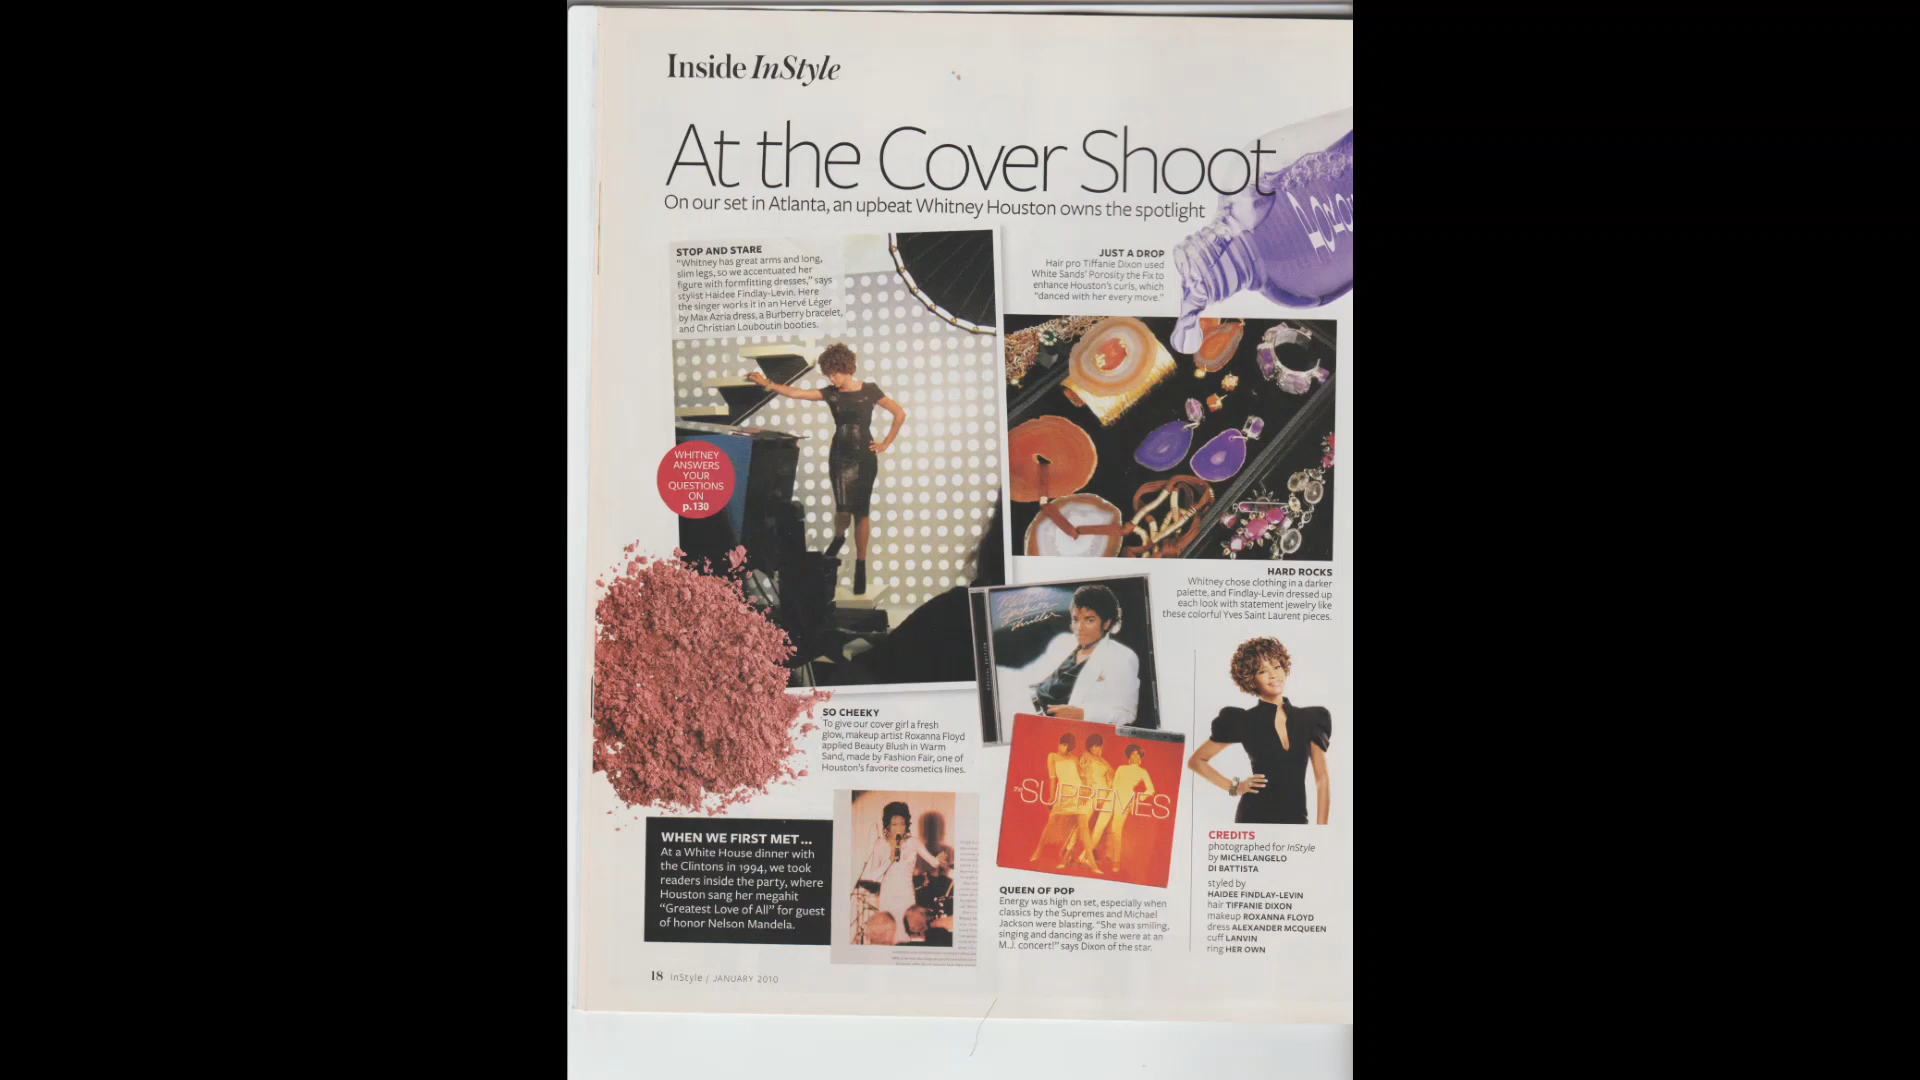 Inside InStyle
At the Cover Shoot
On our set in Atlanta, an upbeat Whitney Houston owns the spotlight
STOP AND STARE
"Whitney has great arms and long,
slim legs, so we accentuated her
figure with formfitting dresses," says
stylist Haidee Findlay-Levin. Here
the singer works it in an Hervé Léger
by Max Azria dress, a Burberry bracelet,
and Christian Louboutin booties.
JUST A DROP
Hair pro Tiffanie Dixon used
White Sands' Porosity the Fix to
enhance Houston's curls, which
"danced with her every move."
WHITNEY
ANSWERS
YOUR
QUESTIONS
ON
p.130
HARD ROCKS
Whitney chose clothing in a darker
palette, and Findlay-Levin dressed up
each look with statement jewelry like
these colorful Yves Saint Laurent pieces.
Thriller
SO CHEEKY
To give our cover girl a fresh
glow, makeup artist Roxanna Floyd
applied Beauty Blush in Warm
Sand, made by Fashion Fair, one of
Houston's favorite cosmetics lines.
THE SUPREMES
WHEN WE FIRST MET...
At a White House dinner with
the Clintons in 1994, we took
readers inside the party, where
Houston sang her megahit
"Greatest Love of All" for guest
of honor Nelson Mandela.
QUEEN OF POP
Energy was high on set, especially when
classics by the Supremes and Michael
Jackson were blasting. "She was smiling,
singing and dancing as if she were at an
M.J. concert!" says Dixon of the star.
CREDITS
photographed for InStyle
by MICHELANGELO
DI BATTISTA
styled by
HAIDEE FINDLAY-LEVIN
hair TIFFANIE DIXON
makeup ROXANNA FLOYD
dress ALEXANDER MCQUEEN
cuff LANVIN
ring HER OWN
18 InStyle / JANUARY 2010